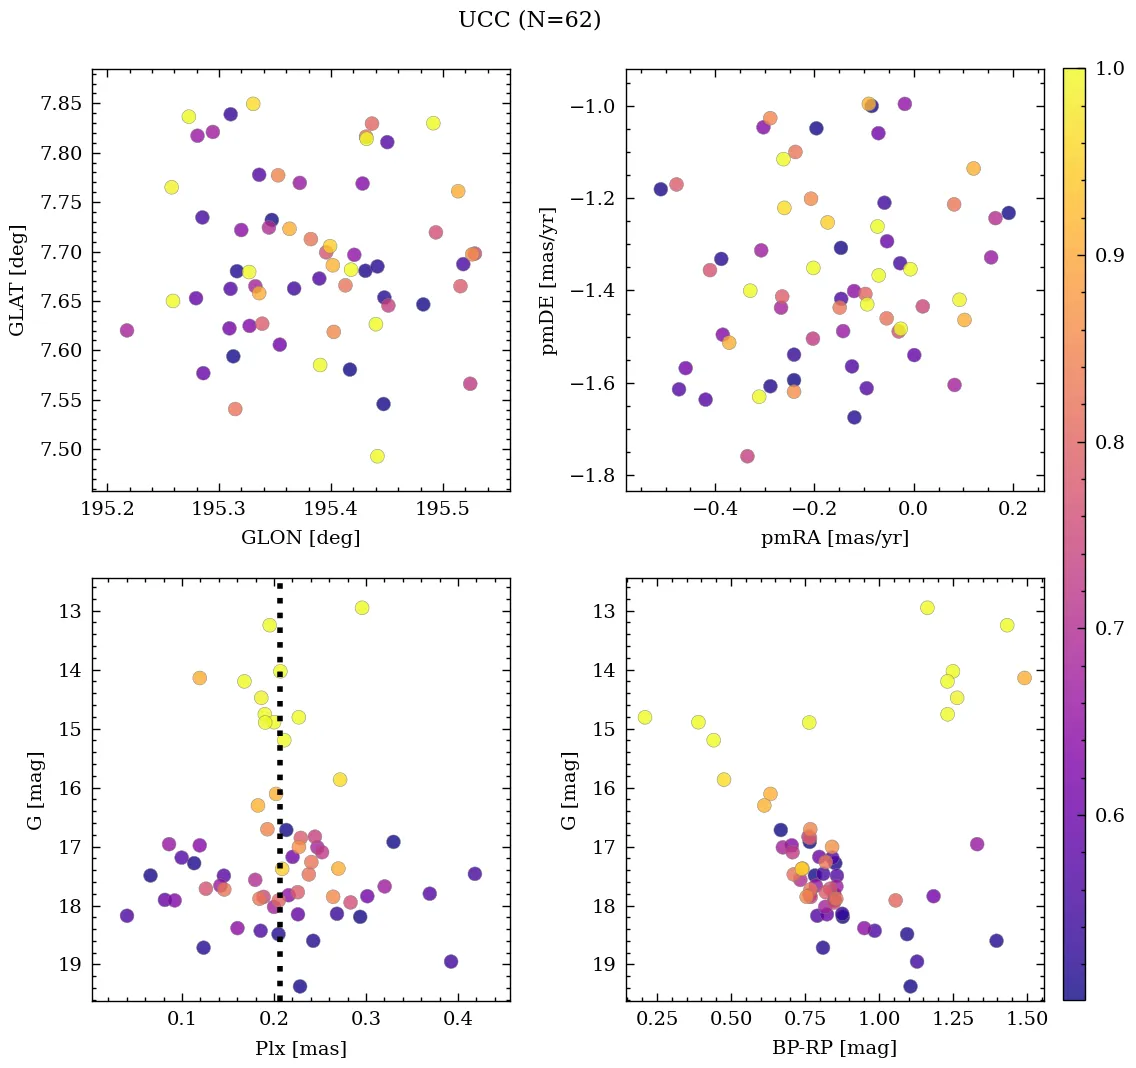 UCC (N=62)
7.85
7.80
7.75
7.70
7.65
7.60
7.55
7.50
GLAT [deg]
195.2 195.3 195.4 195.5
GLON [deg]
−1.0
−1.2
−1.4
−1.6
−1.8
pmDE [mas/yr]
−0.4 −0.2 0.0 0.2
pmRA [mas/yr]
1.0
0.9
0.8
0.7
0.6
13
14
15
16
17
18
19
G [mag]
0.1 0.2 0.3 0.4
Plx [mas]
13
14
15
16
17
18
19
G [mag]
0.25 0.50 0.75 1.00 1.25 1.50
BP-RP [mag]